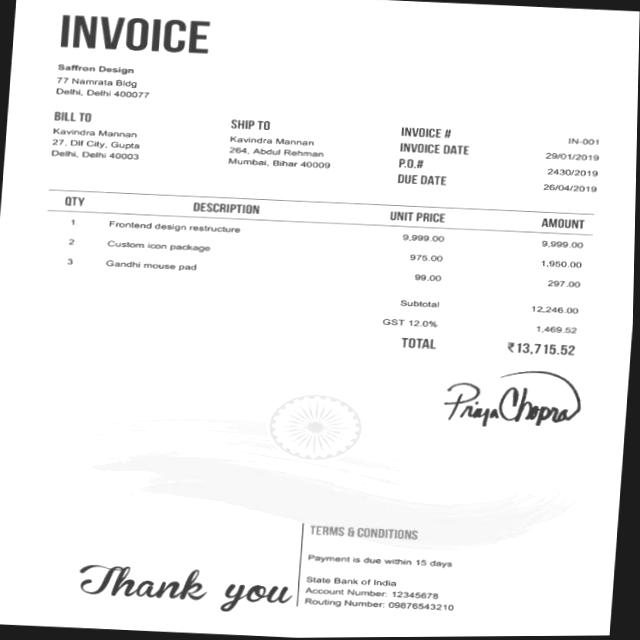 INVOICE
Saffron Design
77 Namrata Bldg
Delhi, Delhi 400077
BILL TO
Kavindra Mannan
27, Dlf City, Gupta
Delhi, Delhi 40003
SHIP TO
Kavindra Mannan
264, Abdul Rehman
Mumbai, Bihar 40009
INVOICE # IN-001
INVOICE DATE 29/01/2019
P.O.# 2430/2019
DUE DATE 26/04/2019
QTY DESCRIPTION UNIT PRICE AMOUNT
1 Frontend design restructure 9,999.00 9,999.00
2 Custom icon package 975.00 1,950.00
3 Gandhi mouse pad 99.00 297.00
Subtotal 12,246.00
GST 12.0% 1,469.52
TOTAL ₹13,715.52
Priya Chopra
Thank you
TERMS & CONDITIONS
Payment is due within 15 days
State Bank of India
Account Number: 12345678
Routing Number: 09876543210